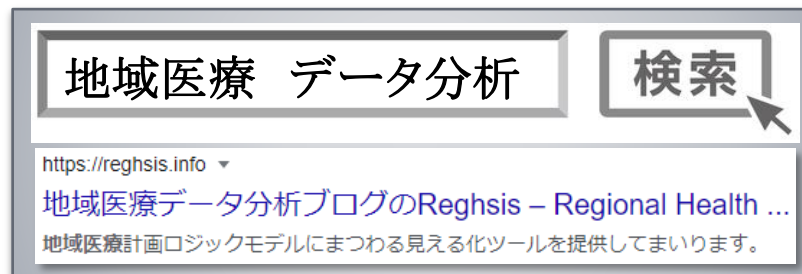 地域医療　データ分析
検索
https://reghsis.info
地域医療データ分析ブログのReghsis – Regional Health ...
地域医療計画ロジックモデルにまつわる見える化ツールを提供してまいります。